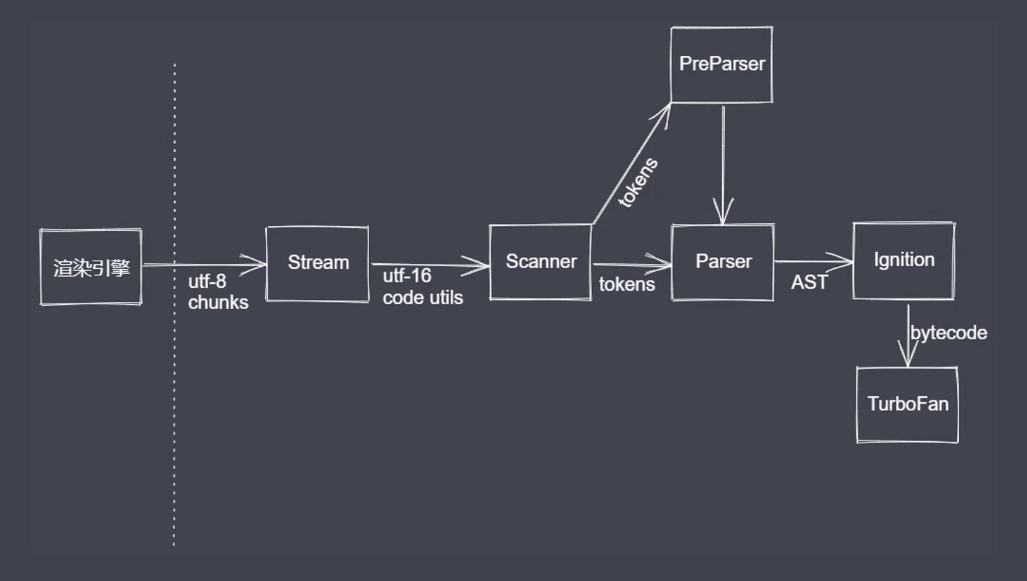 PreParser
tokens
渲染引擎
utf-8
chunks
Stream
utf-16
code utils
Scanner
tokens
Parser
AST
Ignition
bytecode
TurboFan